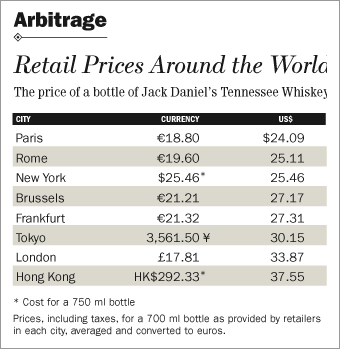 Arbitrage
Retail Prices Around the World
The price of a bottle of Jack Daniel's Tennessee Whiskey
CITY CURRENCY US$
Paris €18.80 $24.09
Rome €19.60 25.11
New York $25.46* 25.46
Brussels €21.21 27.17
Frankfurt €21.32 27.31
Tokyo 3,561.50 ¥ 30.15
London £17.81 33.87
Hong Kong HK$292.33* 37.55
* Cost for a 750 ml bottle
Prices, including taxes, for a 700 ml bottle as provided by retailers
in each city, averaged and converted to euros.